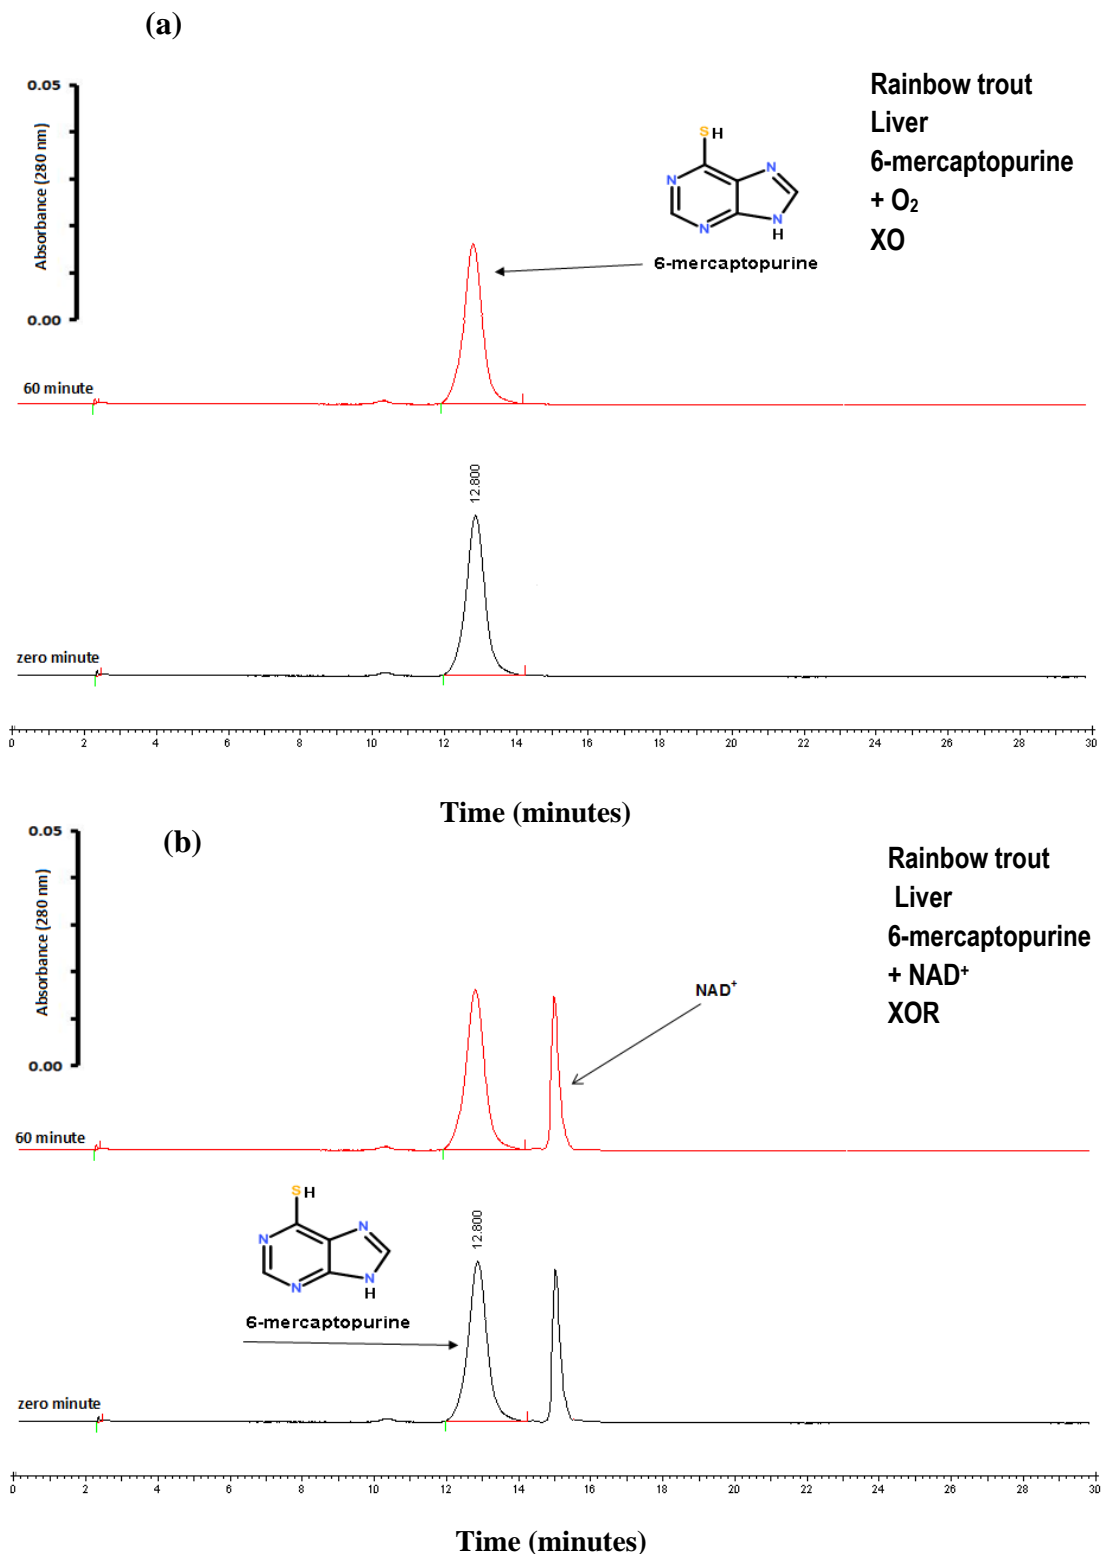 (a)
0.05
Absorbance (280 nm)
0.00
Rainbow trout
Liver
6-mercaptopurine
+ O₂
XO
SH
N
N
N
N
H
6-mercaptopurine
60 minute
12.800
zero minute
0 2 4 6 8 10 12 14 16 18 20 22 24 26 28 30
Time (minutes)
(b)
0.05
Absorbance (280 nm)
0.00
Rainbow trout
Liver
6-mercaptopurine
+ NAD⁺
XOR
NAD⁺
60 minute
SH
N
N
N
N
H
6-mercaptopurine
12.800
zero minute
0 2 4 6 8 10 12 14 16 18 20 22 24 26 28 30
Time (minutes)